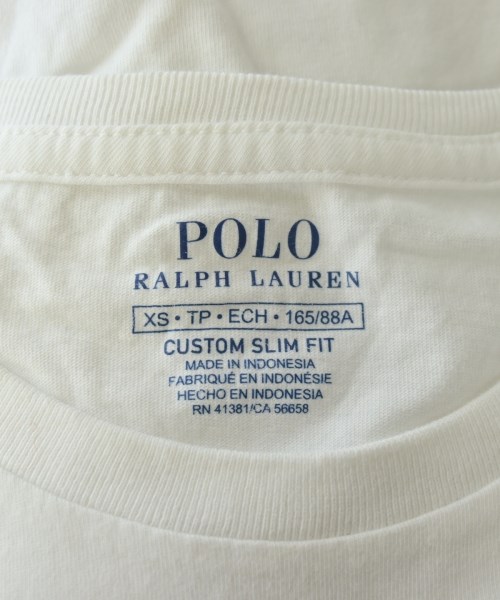 POLO
RALPH LAUREN
XS • TP • ECH • 165/88A
CUSTOM SLIM FIT
MADE IN INDONESIA
FABRIQUÉ EN INDONÉSIE
HECHO EN INDONESIA
RN 41381/CA 56658